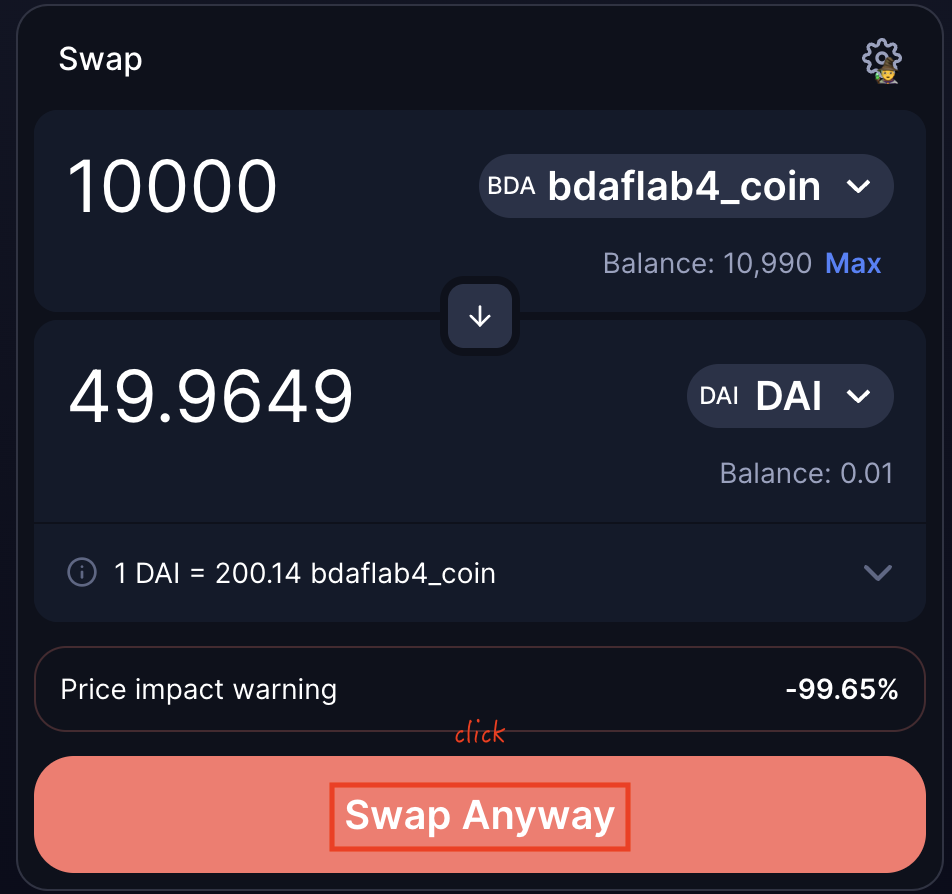 Swap
10000
BDA bdaflab4_coin
Balance: 10,990 Max
49.9649
DAI DAI
Balance: 0.01
1 DAI = 200.14 bdaflab4_coin
Price impact warning -99.65%
click
Swap Anyway